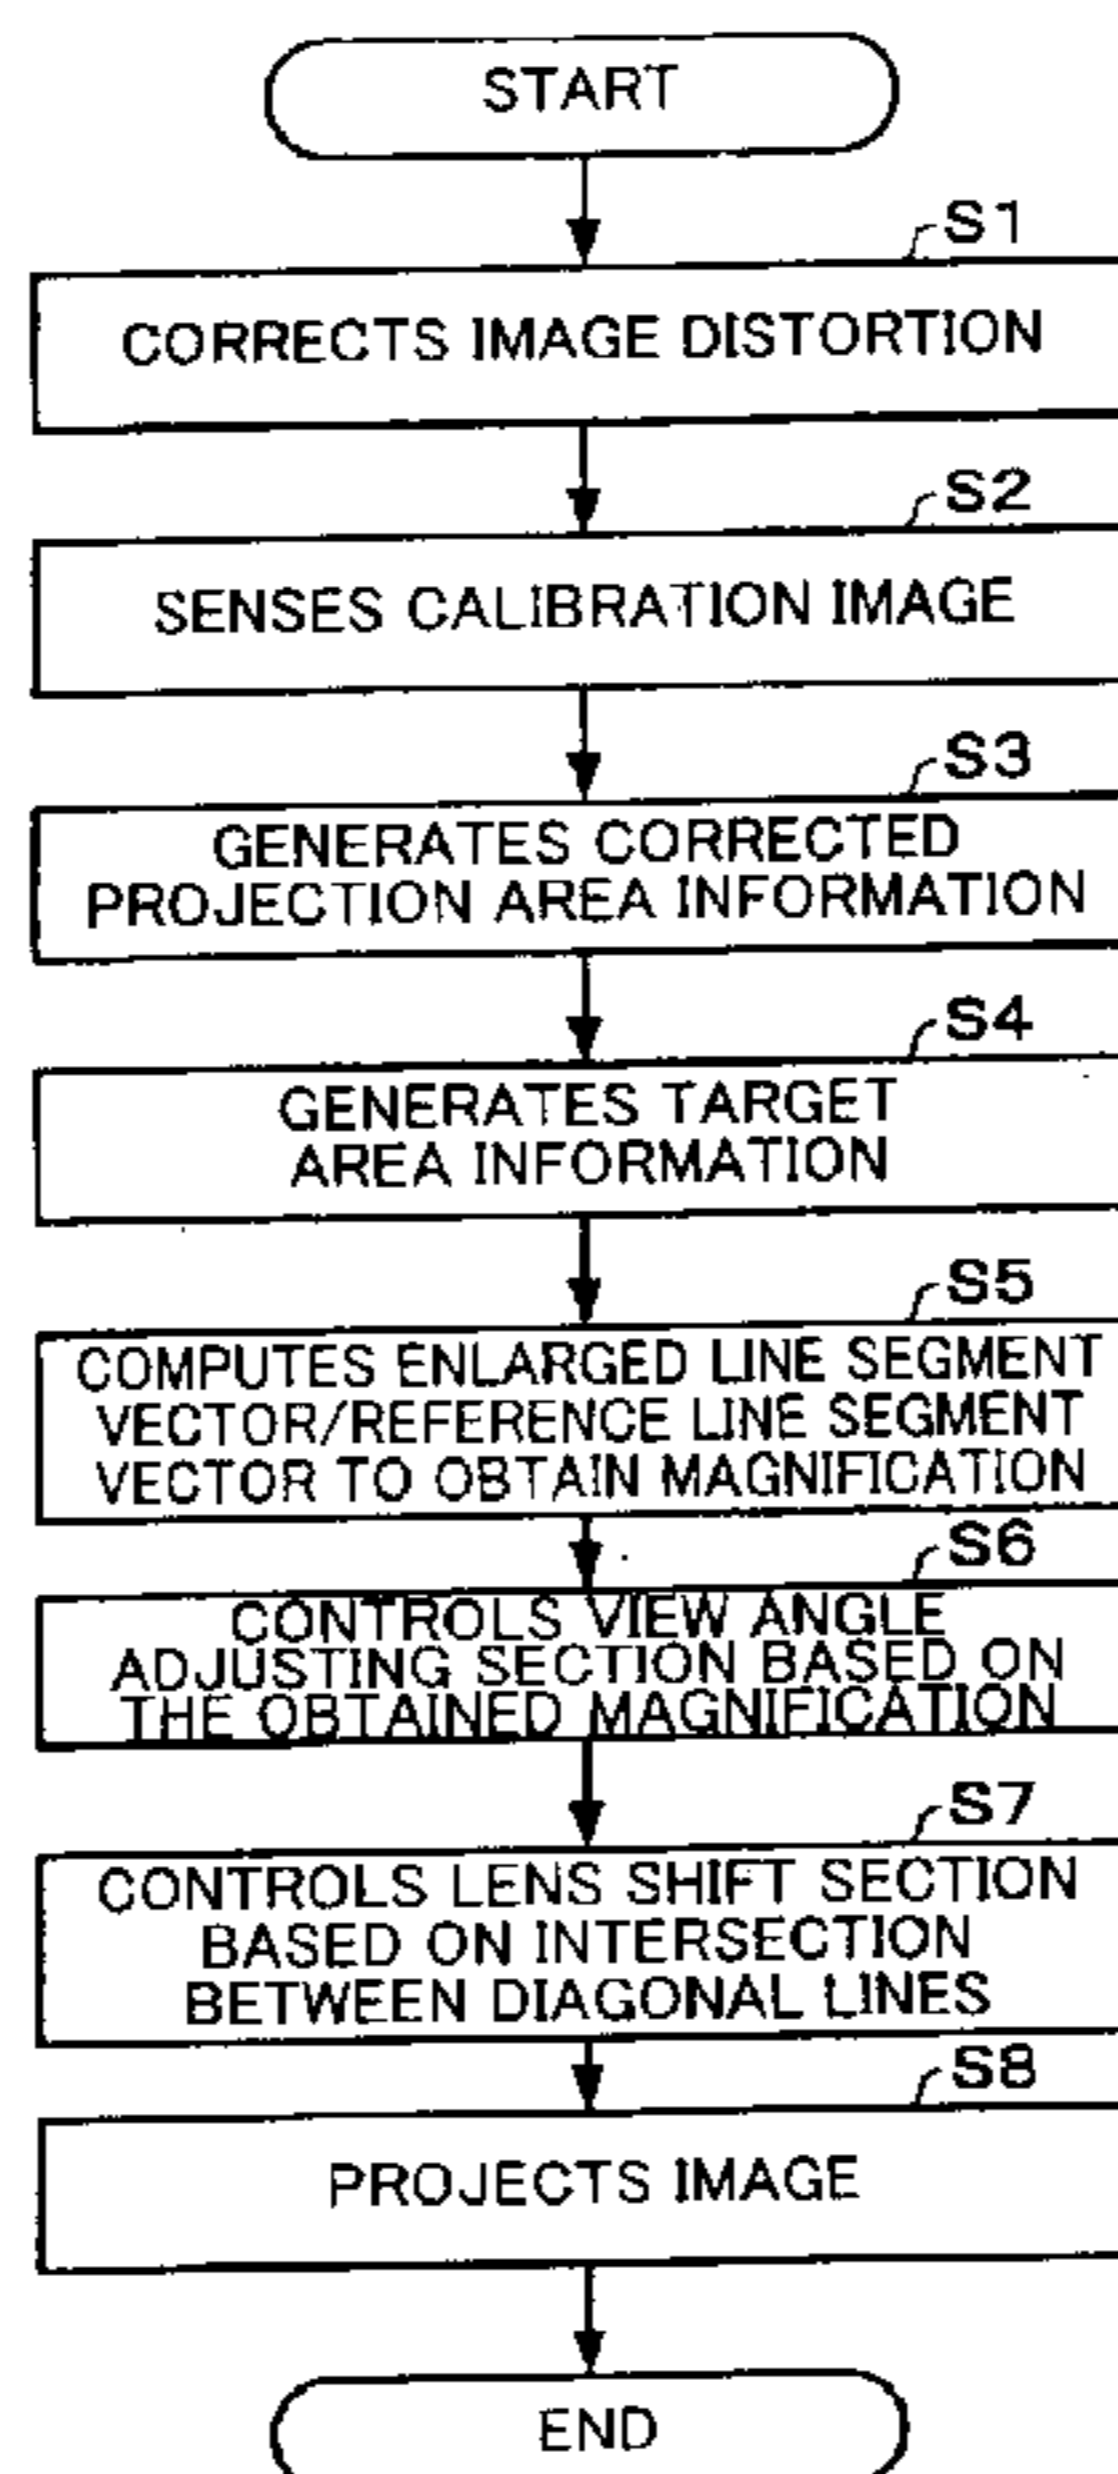 START
S1
CORRECTS IMAGE DISTORTION
S2
SENSES CALIBRATION IMAGE
S3
GENERATES CORRECTED
PROJECTION AREA INFORMATION
S4
GENERATES TARGET
AREA INFORMATION
S5
COMPUTES ENLARGED LINE SEGMENT
VECTOR/REFERENCE LINE SEGMENT
VECTOR TO OBTAIN MAGNIFICATION
S6
CONTROLS VIEW ANGLE
ADJUSTING SECTION BASED ON
THE OBTAINED MAGNIFICATION
S7
CONTROLS LENS SHIFT SECTION
BASED ON INTERSECTION
BETWEEN DIAGONAL LINES
S8
PROJECTS IMAGE
END